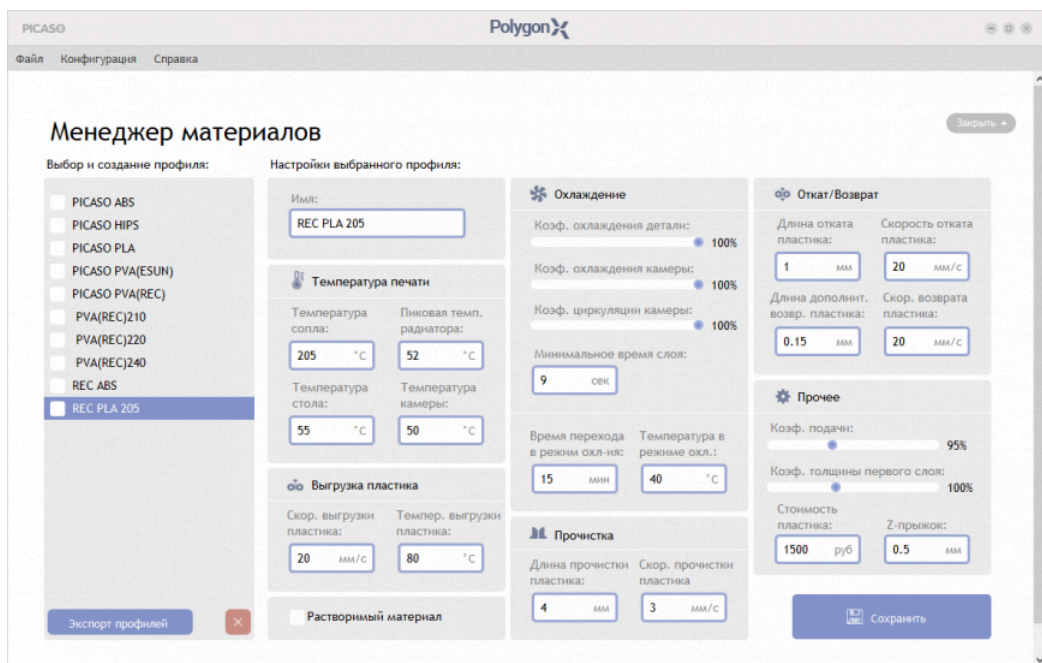 PICASO
Polygon X
Файл Конфигурация Справка
Закрыть
Менеджер материалов
Выбор и создание профиля:
PICASO ABS
PICASO HIPS
PICASO PLA
PICASO PVA(ESUN)
PICASO PVA(REC)
PVA(REC)210
PVA(REC)220
PVA(REC)240
REC ABS
REC PLA 205
Экспорт профилей
Настройки выбранного профиля:
Имя:
REC PLA 205
Температура печати
Температура
сопла:
205 °C
Пиковая темп.
радиатора:
52 °C
Температура
стола:
55 °C
Температура
камеры:
50 °C
Выгрузка пластика
Скор. выгрузки
пластика:
20 мм/с
Темпер. выгрузки
пластика:
80 °C
Растворимый материал
Охлаждение
Коэф. охлаждения детали:
100%
Коэф. охлаждения камеры:
100%
Коэф. циркуляции камеры:
100%
Минимальное время слоя:
9 сек
Время перехода
в режим охл-ия:
15 мин
Температура в
режиме охл.:
40 °C
Прочистка
Длина прочистки
пластика:
4 мм
Скор. прочистки
пластика
3 мм/с
Откат/Возврат
Длина отката
пластика:
1 мм
Скорость отката
пластика:
20 мм/с
Длина дополнит.
возвр. пластика:
0.15 мм
Скор. возврата
пластика:
20 мм/с
Прочее
Коэф. подачи:
95%
Коэф. толщины первого слоя:
100%
Стоимость
пластика:
1500 руб
Z-прыжок:
0.5 мм
Сохранить